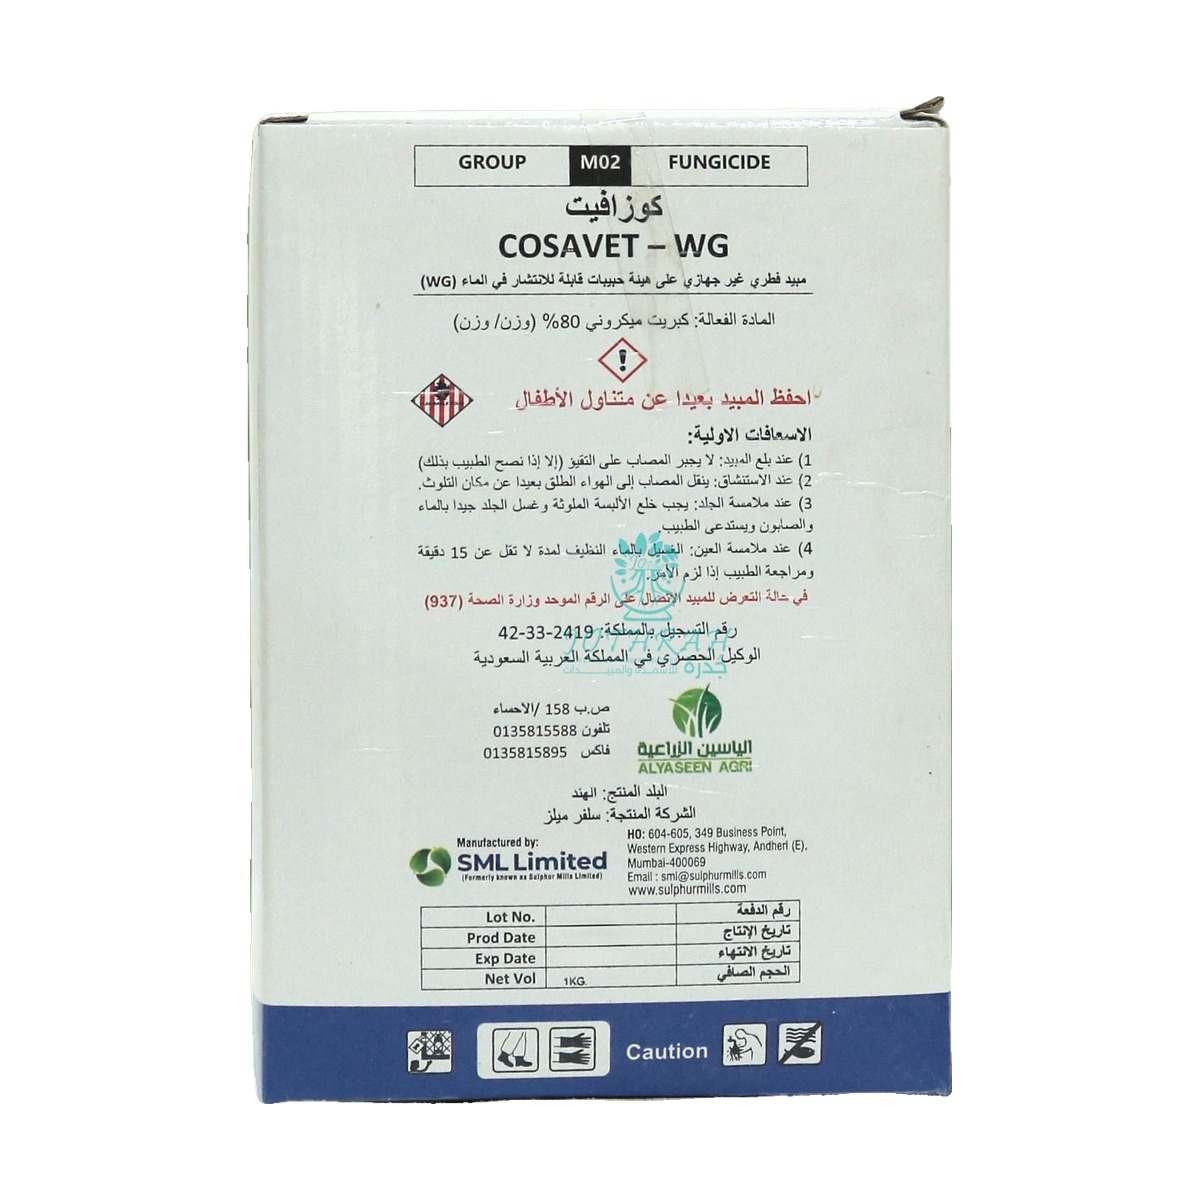 GROUP M02 FUNGICIDE
كوزافيت
COSAVET – WG
مبيد فطري غير جهازي على هيئة حبيبات قابلة للانتشار في الماء (WG)
المادة الفعالة: كبريت ميكروني 80% (وزن/ وزن)
احفظ المبيد بعيدا عن متناول الأطفال
الاسعافات الاولية:
1) عند بلع المبيد: لا يجبر المصاب على التقيؤ (إلا إذا نصح الطبيب بذلك)
2) عند الاستنشاق: ينقل المصاب إلى الهواء الطلق بعيدا عن مكان التلوث.
3) عند ملامسة الجلد: يجب خلع الألبسة الملوثة وغسل الجلد جيدا بالماء
والصابون ويستدعى الطبيب.
4) عند ملامسة العين: الغسيل بالماء النظيف لمدة لا تقل عن 15 دقيقة
ومراجعة الطبيب إذا لزم الأمر.
في حالة التعرض للمبيد الإتصال على الرقم الموحد وزارة الصحة (937)
رقم التسجيل بالمملكة: 2419-33-42
JOTHRAH
الوكيل الحصري في المملكة العربية السعودية
جذره للأسمدة والمبيدات
ص.ب 158 /الاحساء
تلفون 0135815588
فاكس 0135815895
الياسين الزراعية
ALYASEEN AGRI
البلد المنتج: الهند
الشركة المنتجة: سلفر ميلز
Manufactured by:
SML Limited
(Formerly known as Sulphur Mills Limited)
HO: 604-605, 349 Business Point,
Western Express Highway, Andheri (E),
Mumbai-400069
Email : sml@sulphurmills.com
www.sulphurmills.com
Lot No. رقم الدفعة
Prod Date تاريخ الإنتاج
Exp Date تاريخ الانتهاء
Net Vol 1KG. الحجم الصافي
Caution